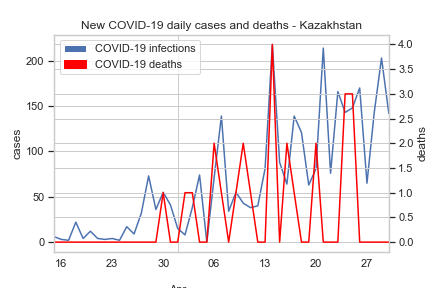 New COVID-19 daily cases and deaths - Kazakhstan
COVID-19 infections
COVID-19 deaths
200
150
100
50
0
cases
4.0
3.5
3.0
2.5
2.0
1.5
1.0
0.5
0.0
deaths
16 23 30 06 13 20 27
Apr